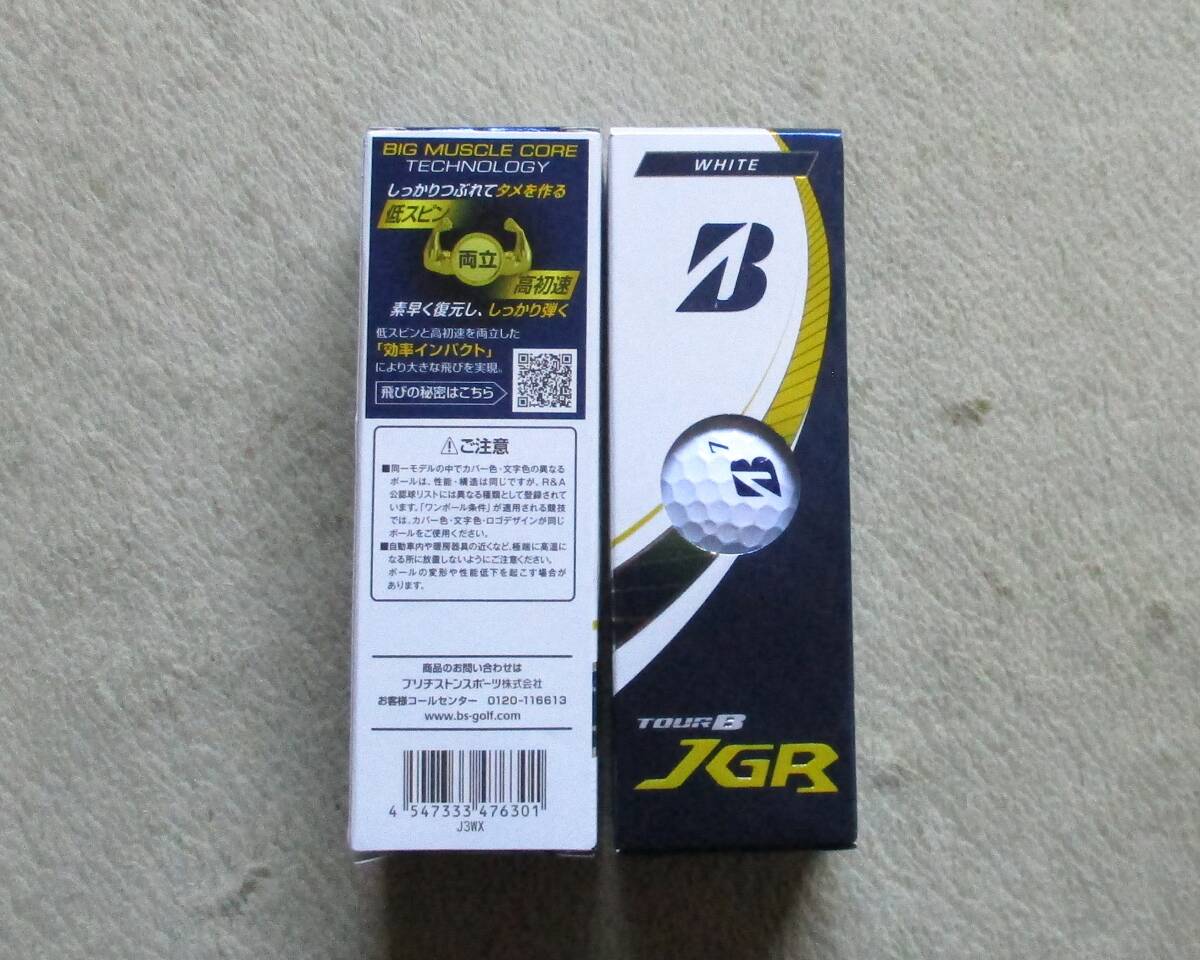 BIG MUSCLE CORE
TECHNOLOGY
しっかりつぶれてタメを作る
低スピン
両立
高初速
素早く復元し、しっかり弾く
低スピンと高初速を両立した
「効率インパクト」
により大きな飛びを実現。
飛びの秘密はこちら
ご注意
■同一モデルの中でカバー色・文字色の異なる
ボールは、性能・構造は同じですが、R&A
公認球リストには異なる種類として登録されて
います。「ワンボール条件」が適用される競技
では、カバー色・文字色・ロゴデザインが同じ
ボールをご使用ください。
■自動車内や暖房器具の近くなど、極端に高温に
なる所に放置しないようにご注意ください。
ボールの変形や性能低下を起こす場合が
あります。
商品のお問い合わせは
ブリヂストンスポーツ株式会社
お客様コールセンター 0120-116613
www.bs-golf.com
4 547333 476301
J3WX
WHITE
B
7
B
TOUR B
JGR